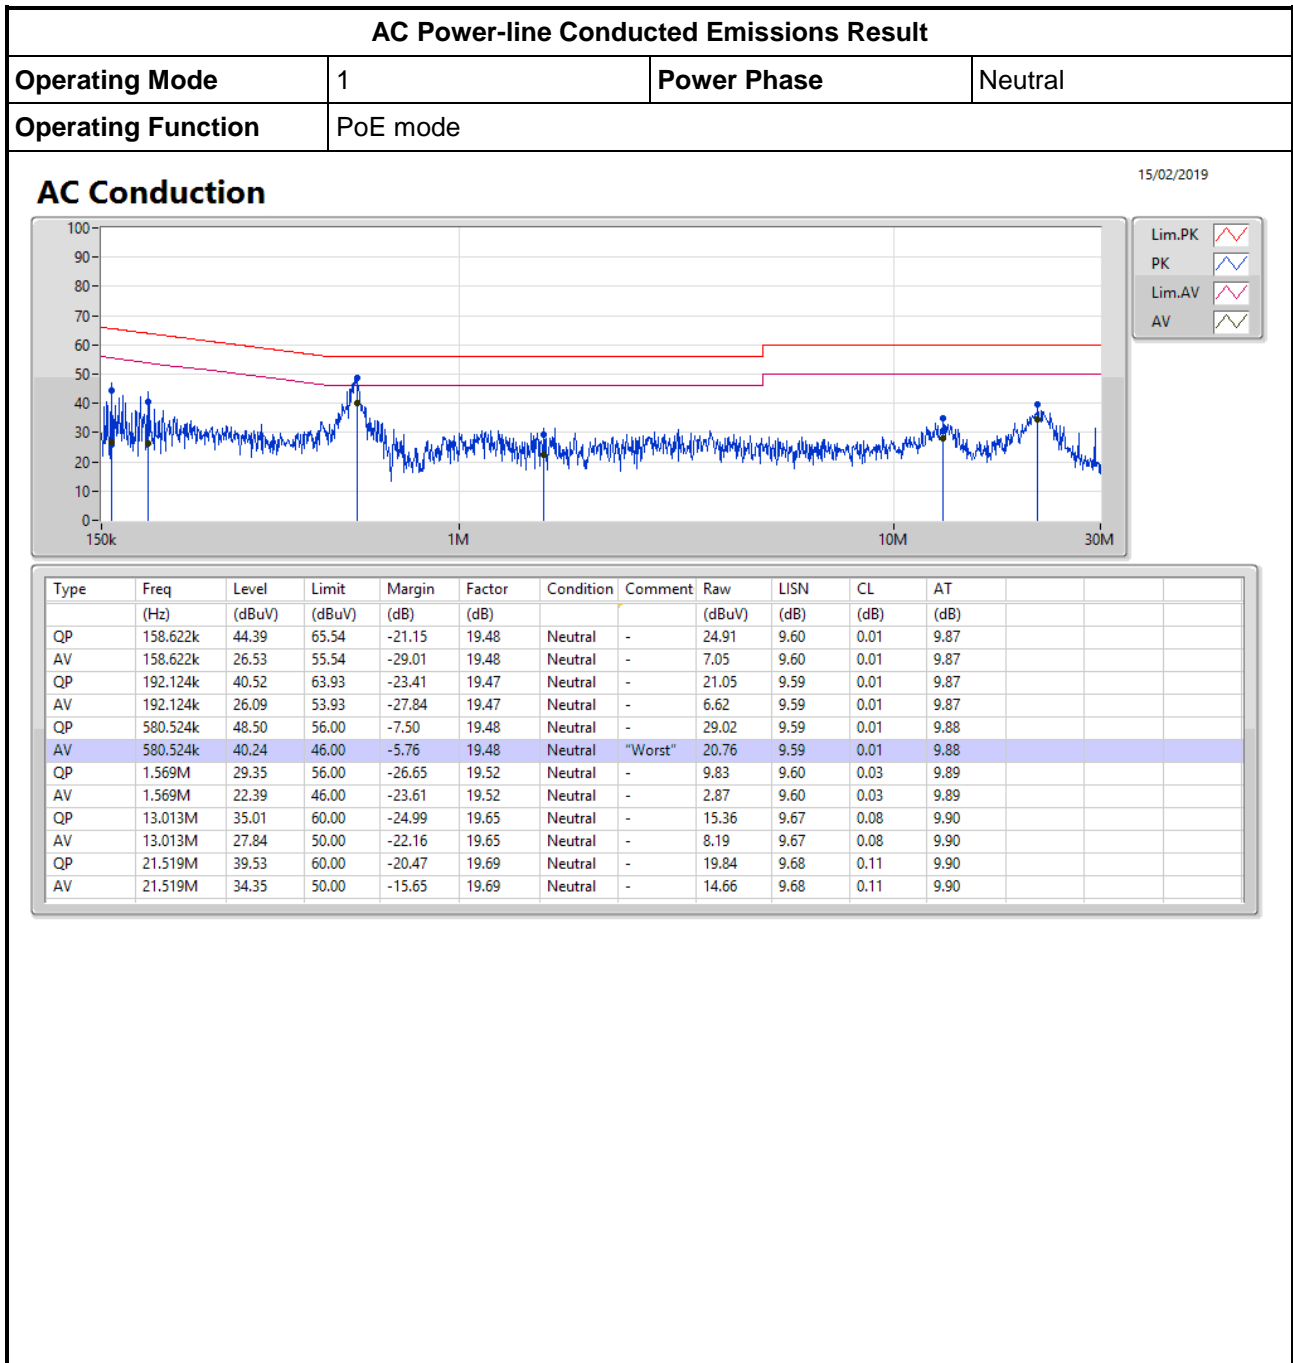 AC Power-line Conducted Emissions Result
Operating Mode 1 Power Phase Neutral
Operating Function PoE mode
15/02/2019
AC Conduction
100
90
80
70
60
50
40
30
20
10
0
150k 1M 10M 30M
Lim.PK
PK
Lim.AV
AV
Type Freq Level Limit Margin Factor Condition Comment Raw LISN CL AT
(Hz) (dBuV) (dBuV) (dB) (dB) (dBuV) (dB) (dB) (dB)
QP 158.622k 44.39 65.54 -21.15 19.48 Neutral - 24.91 9.60 0.01 9.87
AV 158.622k 26.53 55.54 -29.01 19.48 Neutral - 7.05 9.60 0.01 9.87
QP 192.124k 40.52 63.93 -23.41 19.47 Neutral - 21.05 9.59 0.01 9.87
AV 192.124k 26.09 53.93 -27.84 19.47 Neutral - 6.62 9.59 0.01 9.87
QP 580.524k 48.50 56.00 -7.50 19.48 Neutral - 29.02 9.59 0.01 9.88
AV 580.524k 40.24 46.00 -5.76 19.48 Neutral "Worst" 20.76 9.59 0.01 9.88
QP 1.569M 29.35 56.00 -26.65 19.52 Neutral - 9.83 9.60 0.03 9.89
AV 1.569M 22.39 46.00 -23.61 19.52 Neutral - 2.87 9.60 0.03 9.89
QP 13.013M 35.01 60.00 -24.99 19.65 Neutral - 15.36 9.67 0.08 9.90
AV 13.013M 27.84 50.00 -22.16 19.65 Neutral - 8.19 9.67 0.08 9.90
QP 21.519M 39.53 60.00 -20.47 19.69 Neutral - 19.84 9.68 0.11 9.90
AV 21.519M 34.35 50.00 -15.65 19.69 Neutral - 14.66 9.68 0.11 9.90